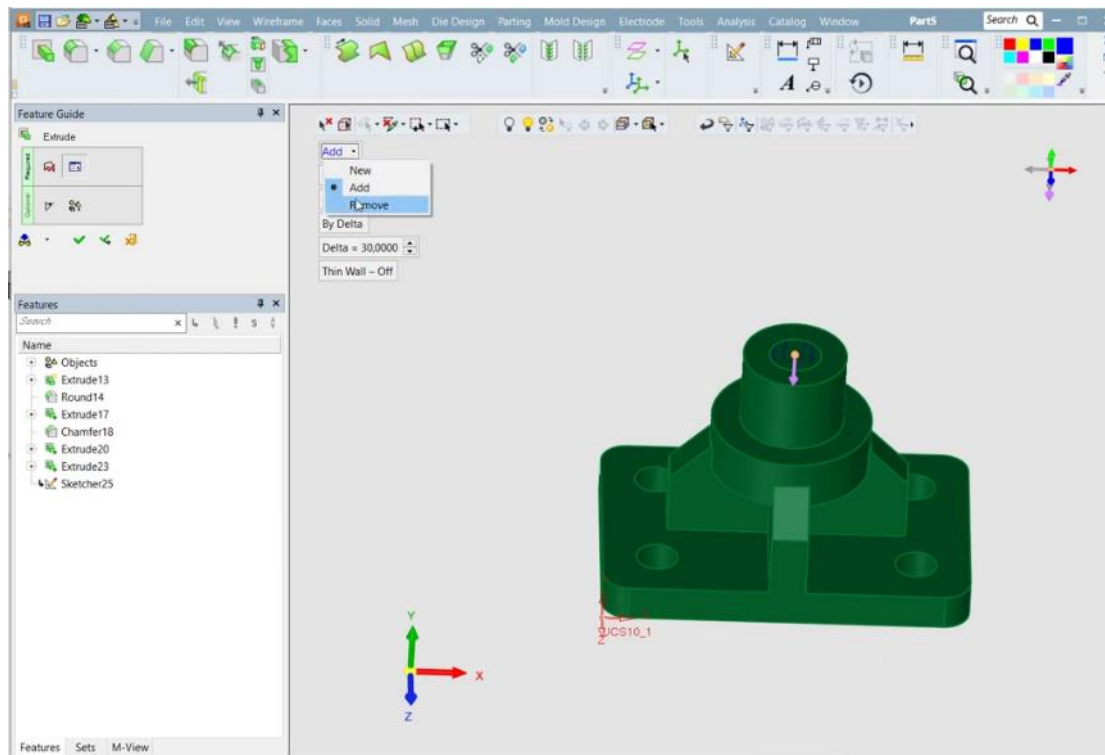 File Edit View Wireframe Faces Solid Mesh Die Design Parting Mold Design Electrode Tools Analysis Catalog Window Part5 Search
A
Feature Guide
Extrude
Required
Optional
Add
New
Add
Remove
By Delta
Delta = 30,0000
Thin Wall – Off
Features
Search
S
Name
Objects
Extrude13
Round14
Extrude17
Chamfer18
Extrude20
Extrude23
Sketcher25
Y
X
Z
Z
Features Sets M-View